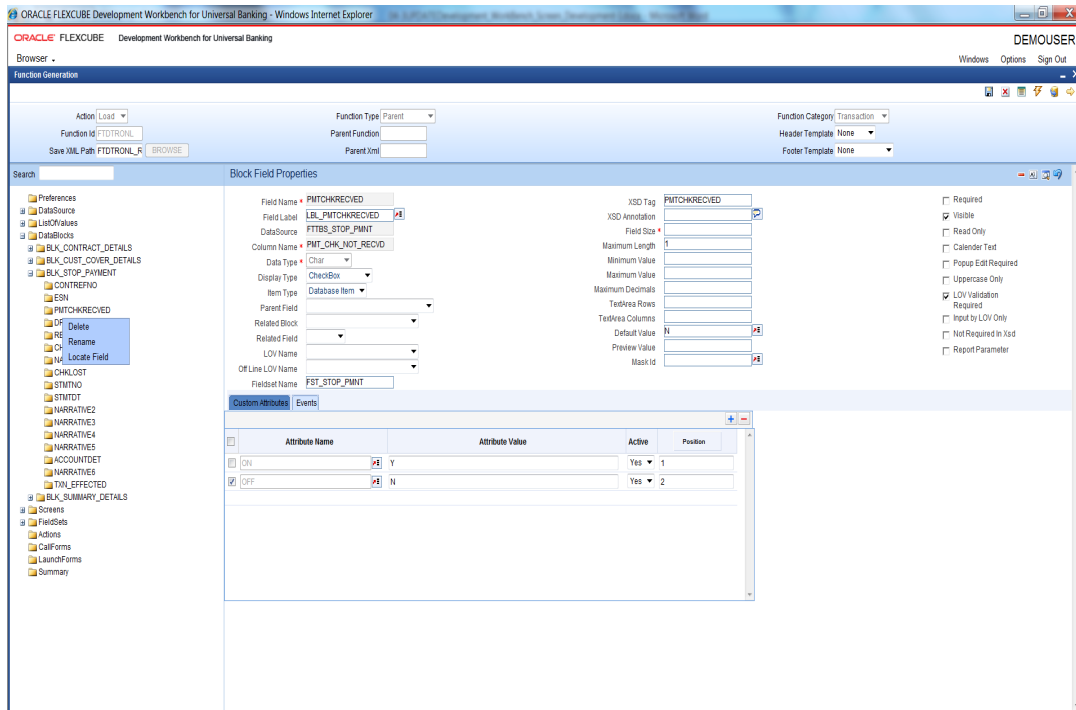 ORACLE FLEXCUBE Development Workbench for Universal Banking - Windows Internet Explorer
ORACLE FLEXCUBE Development Workbench for Universal Banking
DEMOUSER
Browser
Windows Options Sign Out
Function Generation
Action Load
Function Type Parent
Function Category Transaction
Function Id FTDTRONL
Parent Function
Header Template None
Save XML Path FTDTRONL_R BROWSE
Parent Xml
Footer Template None
Search
Block Field Properties
Preferences
DataSource
ListOfValues
DataBlocks
BLK_CONTRACT_DETAILS
BLK_CUST_COVER_DETAILS
BLK_STOP_PAYMENT
CONTREFNO
ESN
PMTCHKRECVED
Delete
Rename
Locate Field
CHKLOST
STMTNO
STMTDT
NARRATIVE2
NARRATIVE3
NARRATIVE4
NARRATIVE5
ACCOUNTDET
NARRATIVE6
TXN_EFFECTED
BLK_SUMMARY_DETAILS
Screens
FieldSets
Actions
CallForms
LaunchForms
Summary
Field Name * PMTCHKRECVED
Field Label LBL_PMTCHKRECVED
DataSource FTTBS_STOP_PMNT
Column Name * PMT_CHK_NOT_RECVD
Data Type * Char
Display Type CheckBox
Item Type Database Item
Parent Field
Related Block
Related Field
LOV Name
Off Line LOV Name
Fieldset Name FST_STOP_PMNT
XSD Tag PMTCHKRECVED
XSD Annotation
Field Size *
Maximum Length 1
Minimum Value
Maximum Value
Maximum Decimals
TextArea Rows
TextArea Columns
Default Value N
Preview Value
Mask Id
Required
Visible
Read Only
Calender Text
Popup Edit Required
Uppercase Only
LOV Validation
Required
Input by LOV Only
Not Required In Xsd
Report Parameter
Custom Attributes Events
Attribute Name Attribute Value Active Position
ON Y Yes 1
OFF N Yes 2